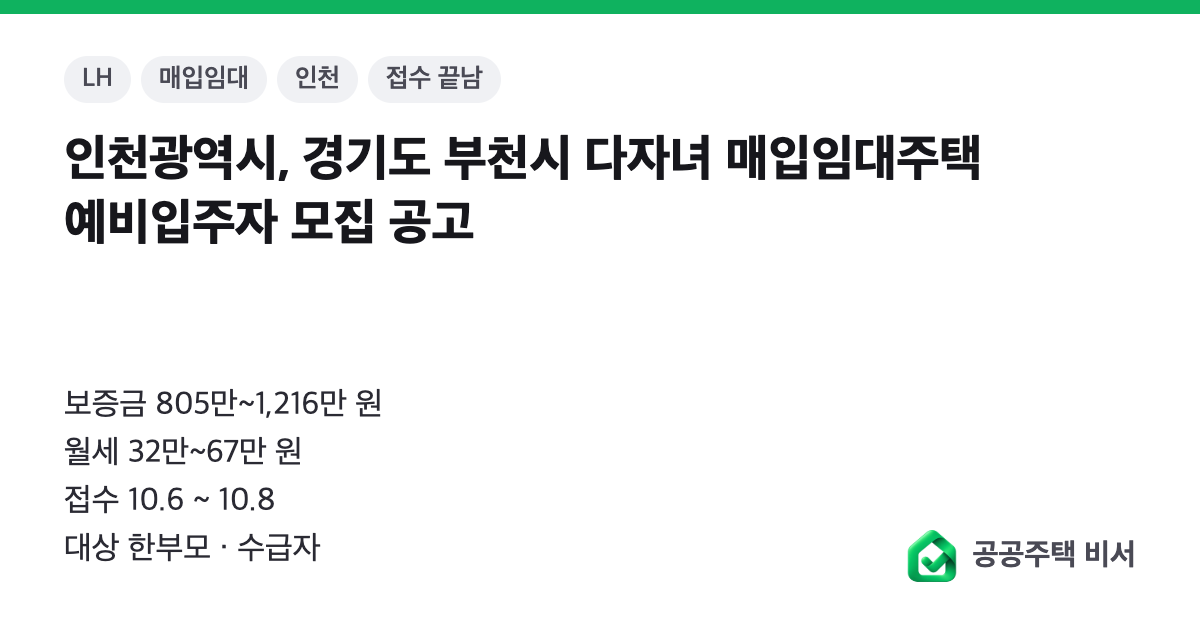 LH 매입임대 인천 접수 끝남
인천광역시, 경기도 부천시 다자녀 매입임대주택
예비입주자 모집 공고
보증금 805만~1,216만 원
월세 32만~67만 원
접수 10.6 ~ 10.8
대상 한부모 · 수급자
공공주택 비서